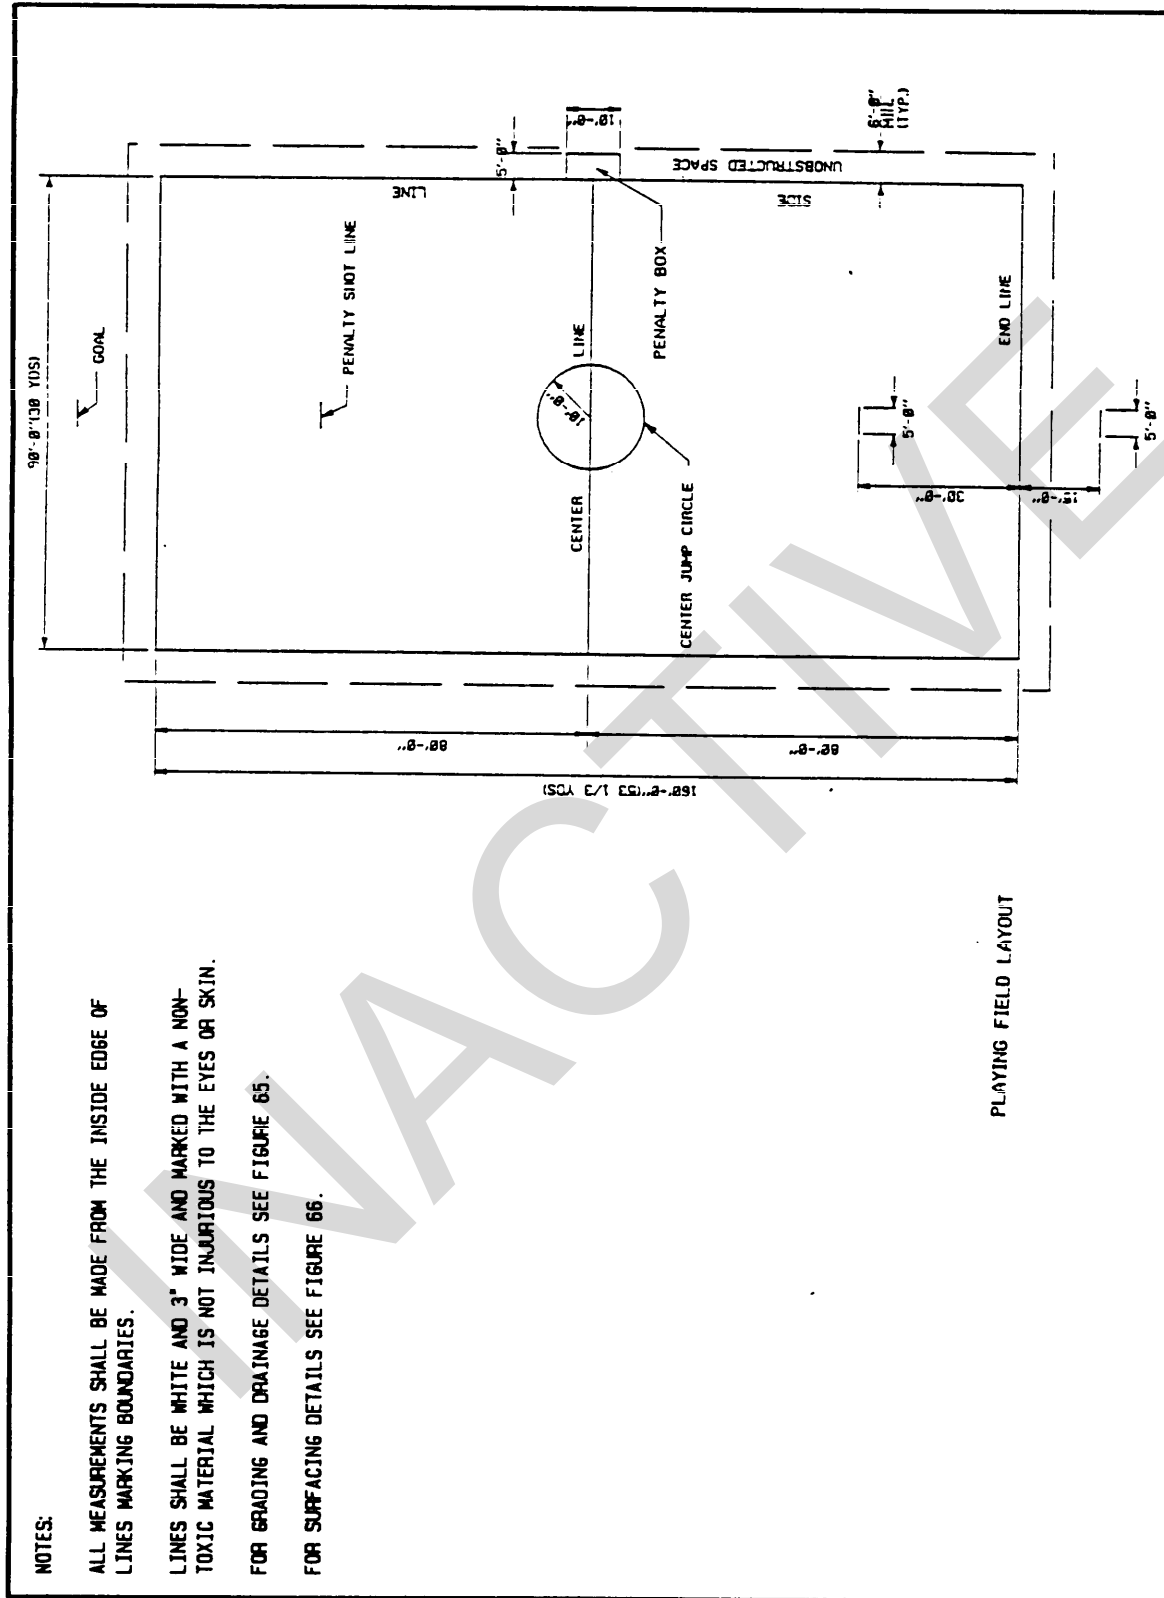 NOTES:
ALL MEASUREMENTS SHALL BE MADE FROM THE INSIDE EDGE OF
LINES MARKING BOUNDARIES.
LINES SHALL BE WHITE AND 3" WIDE AND MARKED WITH A NON-
TOXIC MATERIAL WHICH IS NOT INJURIOUS TO THE EYES OR SKIN.
FOR GRADING AND DRAINAGE DETAILS SEE FIGURE 65.
FOR SURFACING DETAILS SEE FIGURE 66.
90'-0"(30 YDS)
GOAL
PENALTY SHOT LINE
LINE
5'-0"
10'-0"
10'-0"
CENTER
LINE
PENALTY BOX
CENTER JUMP CIRCLE
UNOBSTRUCTED SPACE
SIDE
6'-0"
MIN.
(TYP.)
END LINE
5'-0"
30'-0"
15'-0"
5'-0"
80'-0"
80'-0"
160'-0"(53 1/3 YDS)
PLAYING FIELD LAYOUT
INACTIVE